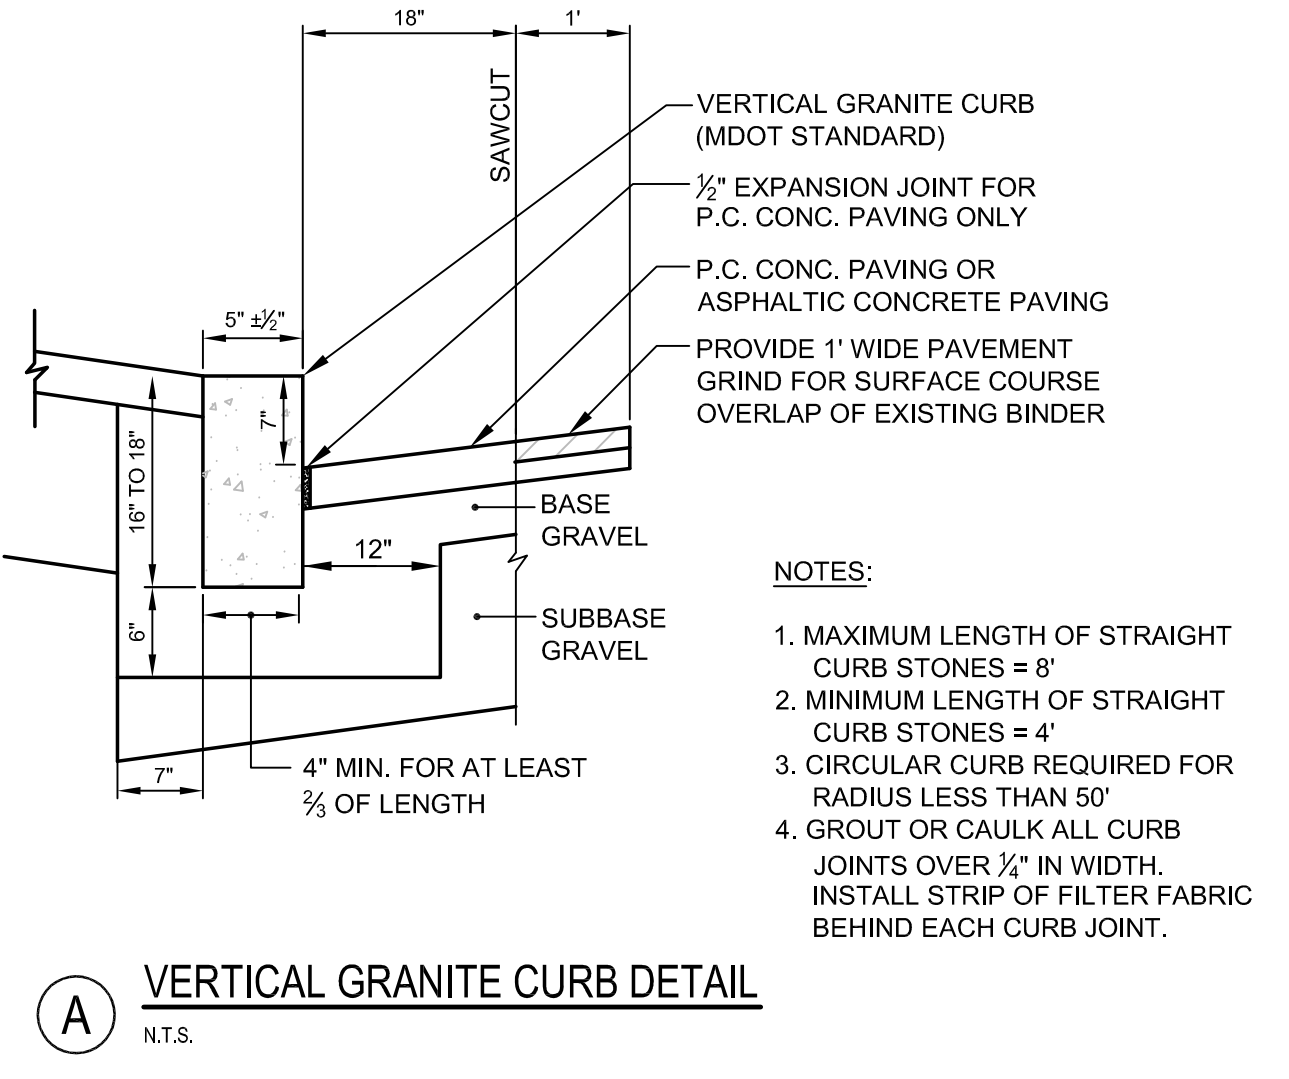 18"
1'
SAWCUT
VERTICAL GRANITE CURB
(MDOT STANDARD)
½" EXPANSION JOINT FOR
P.C. CONC. PAVING ONLY
P.C. CONC. PAVING OR
ASPHALTIC CONCRETE PAVING
PROVIDE 1' WIDE PAVEMENT
GRIND FOR SURFACE COURSE
OVERLAP OF EXISTING BINDER
5" ±½"
7"
16" TO 18"
12"
6"
7"
BASE
GRAVEL
SUBBASE
GRAVEL
4" MIN. FOR AT LEAST
⅔ OF LENGTH
NOTES:
1. MAXIMUM LENGTH OF STRAIGHT
CURB STONES = 8'
2. MINIMUM LENGTH OF STRAIGHT
CURB STONES = 4'
3. CIRCULAR CURB REQUIRED FOR
RADIUS LESS THAN 50'
4. GROUT OR CAULK ALL CURB
JOINTS OVER ¼" IN WIDTH.
INSTALL STRIP OF FILTER FABRIC
BEHIND EACH CURB JOINT.
A
VERTICAL GRANITE CURB DETAIL
N.T.S.